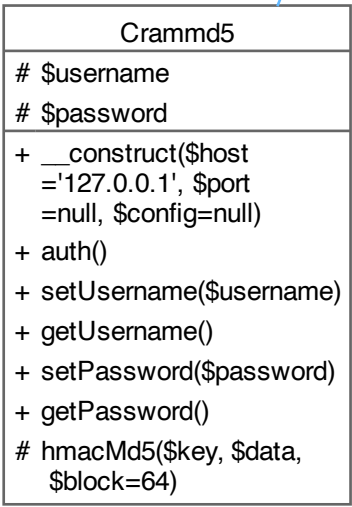 Crammd5
# $username
# $password
+ __construct($host
='127.0.0.1', $port
=null, $config=null)
+ auth()
+ setUsername($username)
+ getUsername()
+ setPassword($password)
+ getPassword()
# hmacMd5($key, $data,
$block=64)